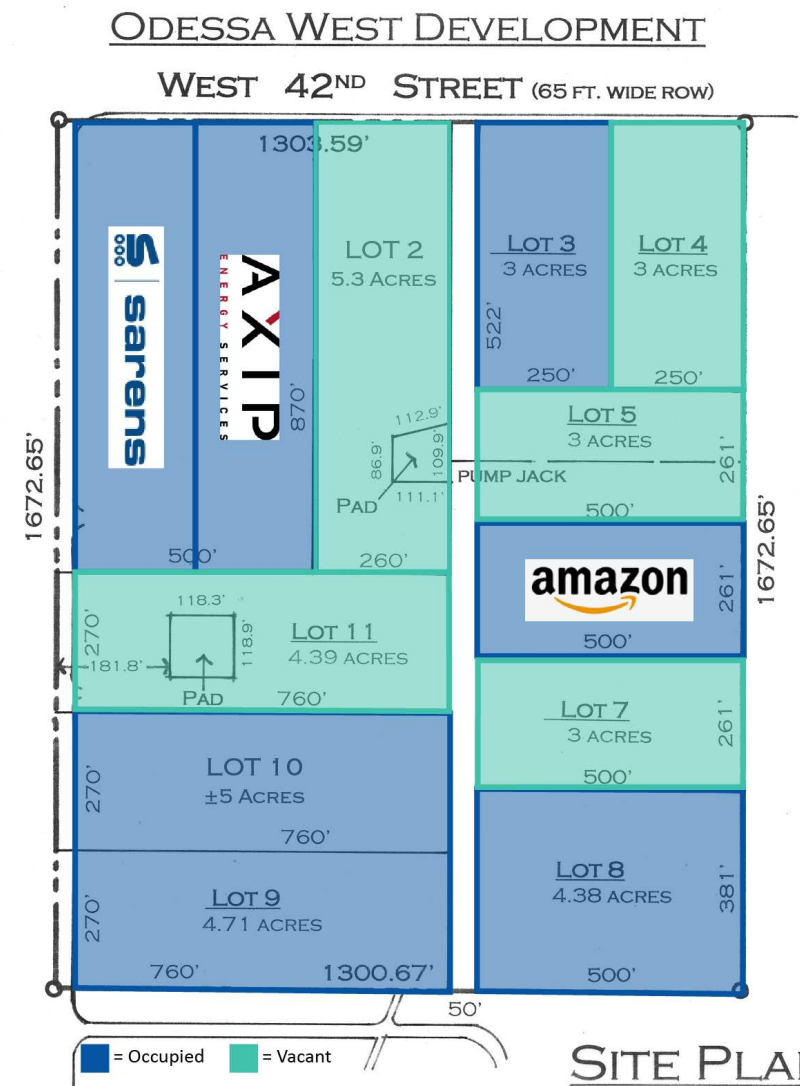 ODESSA WEST DEVELOPMENT
WEST 42ND STREET (65 FT. WIDE ROW)
1303.59'
sarens
AXIP
ENERGY SERVICES
870'
500'
LOT 2
5.3 ACRES
112.9'
86.9'
109.9'
111.1'
PAD
PUMP JACK
260'
LOT 3
3 ACRES
522'
250'
LOT 4
3 ACRES
250'
LOT 5
3 ACRES
261'
500'
1672.65'
1672.65'
amazon
261'
500'
118.3'
118.9'
270'
181.8'
PAD
LOT 11
4.39 ACRES
760'
LOT 7
3 ACRES
261'
500'
LOT 10
±5 ACRES
270'
760'
LOT 9
4.71 ACRES
270'
760'
1300.67'
LOT 8
4.38 ACRES
381'
500'
50'
= Occupied
= Vacant
SITE PLA